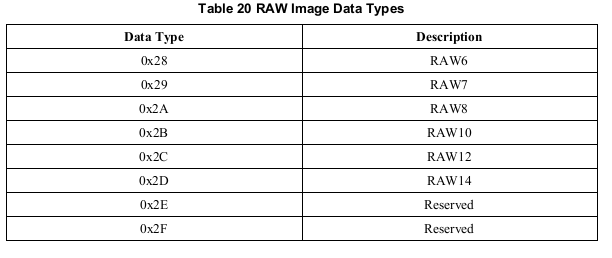 Table 20 RAW Image Data Types
Data Type Description
0x28 RAW6
0x29 RAW7
0x2A RAW8
0x2B RAW10
0x2C RAW12
0x2D RAW14
0x2E Reserved
0x2F Reserved